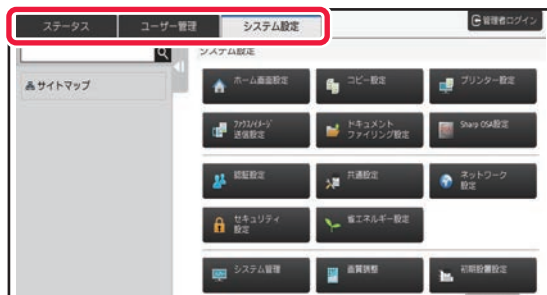 ステータス
ユーザー管理
システム設定
管理者ログイン
システム設定
サイトマップ
ホーム画面設定
コピー設定
プリンター設定
ファクス/イメージ
送信設定
ドキュメント
ファイリング設定
Sharp OSA設定
認証設定
共通設定
ネットワーク
設定
セキュリティ
設定
省エネルギー設定
システム管理
画質調整
初期設置設定